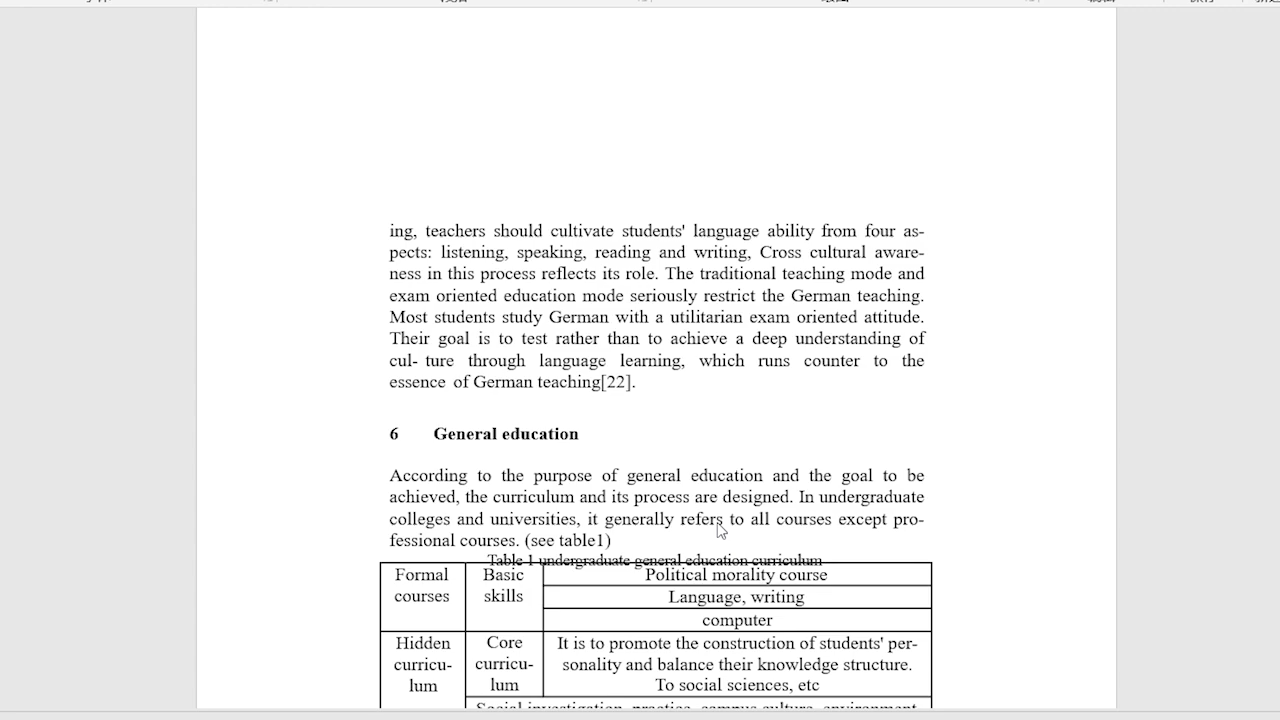 ing, teachers should cultivate students' language ability from four as-
pects: listening, speaking, reading and writing, Cross cultural aware-
ness in this process reflects its role. The traditional teaching mode and
exam oriented education mode seriously restrict the German teaching.
Most students study German with a utilitarian exam oriented attitude.
Their goal is to test rather than to achieve a deep understanding of
cul- ture through language learning, which runs counter to the
essence of German teaching[22].
6 General education
According to the purpose of general education and the goal to be
achieved, the curriculum and its process are designed. In undergraduate
colleges and universities, it generally refers to all courses except pro-
fessional courses. (see table1)
Table 1 undergraduate general education curriculum
Formal
courses
Basic
skills
Political morality course
Language, writing
computer
Hidden
curricu-
lum
Core
curricu-
lum
It is to promote the construction of students' per-
sonality and balance their knowledge structure.
To social sciences, etc
Social investigation, practice, campus culture, environment